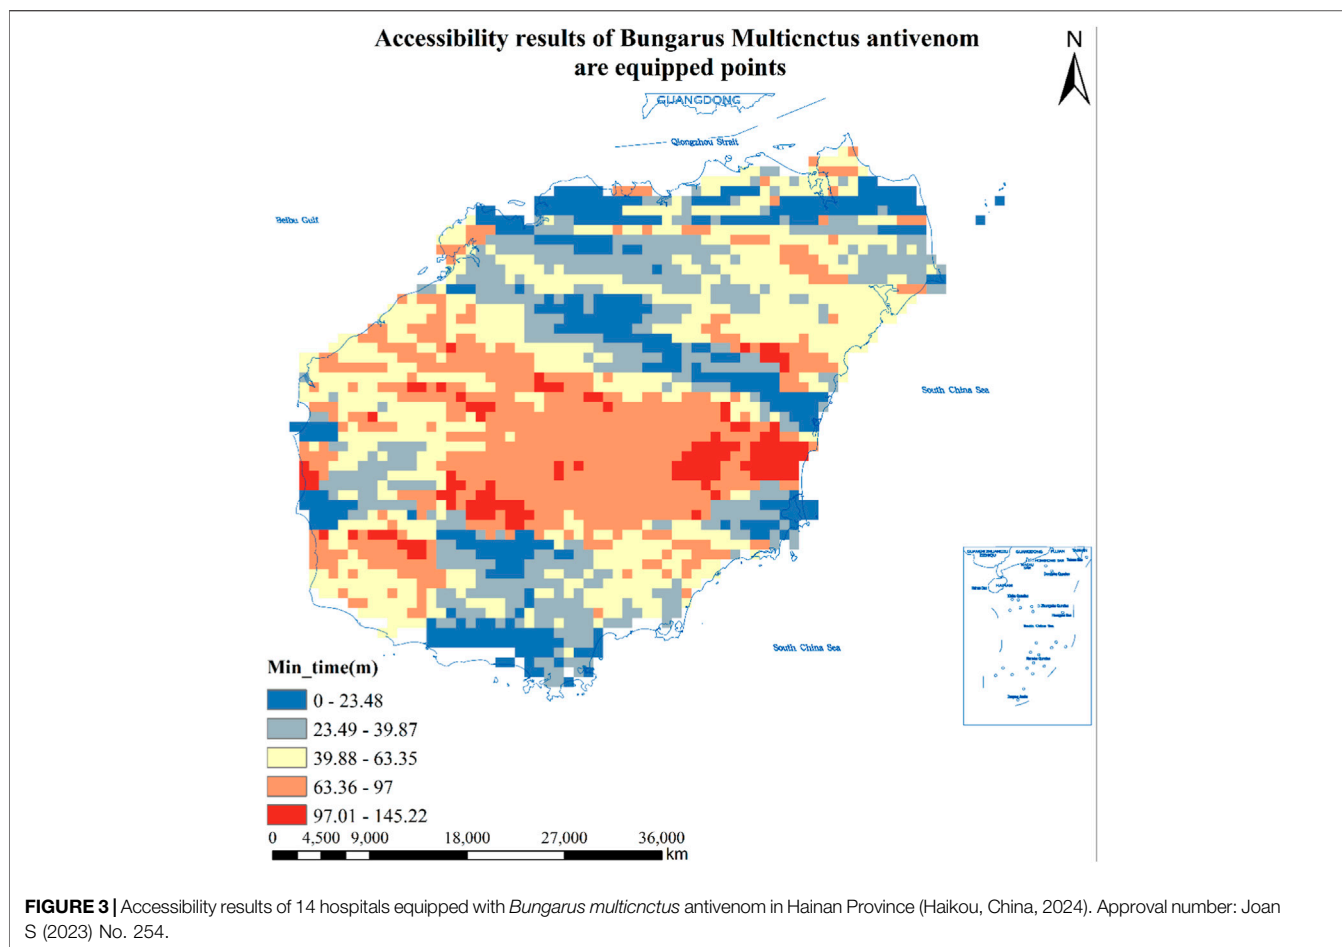 Accessibility results of Bungarus Multicnctus antivenom
are equipped points
N
GUANGDONG
Qiongzhou Strait
Beibu Gulf
South China Sea
South China Sea
South China Sea
Min_time(m)
0 - 23.48
23.49 - 39.87
39.88 - 63.35
63.36 - 97
97.01 - 145.22
0 4,500 9,000 18,000 27,000 36,000
km
FIGURE 3 | Accessibility results of 14 hospitals equipped with Bungarus multicnctus antivenom in Hainan Province (Haikou, China, 2024). Approval number: Joan
S (2023) No. 254.